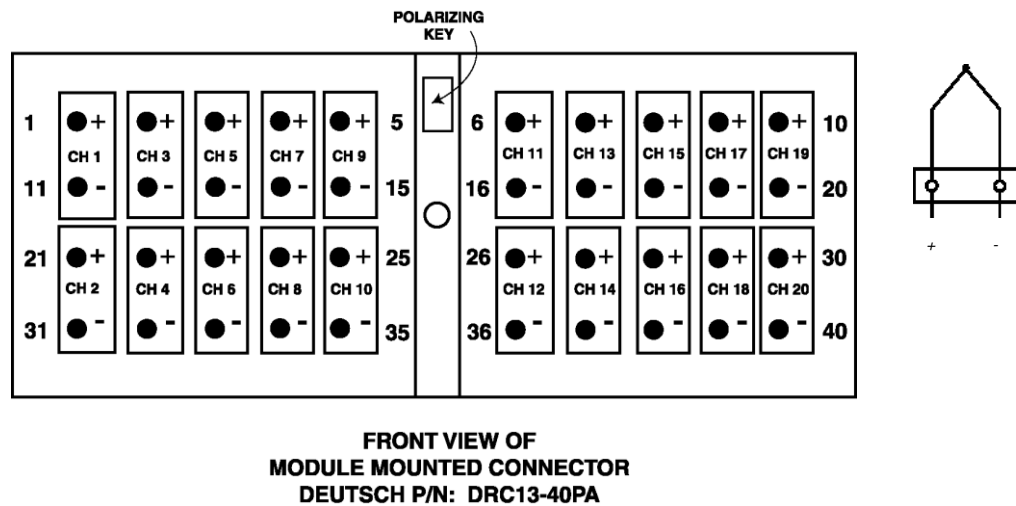 POLARIZING
KEY
1 + + + + + 5 6 + + + + + 10
CH 1 CH 3 CH 5 CH 7 CH 9 CH 11 CH 13 CH 15 CH 17 CH 19
11 - - - - - 15 16 - - - - - 20
21 + + + + + 25 26 + + + + + 30
CH 2 CH 4 CH 6 CH 8 CH 10 CH 12 CH 14 CH 16 CH 18 CH 20
31 - - - - - 35 36 - - - - - 40
+ -
FRONT VIEW OF
MODULE MOUNTED CONNECTOR
DEUTSCH P/N: DRC13-40PA